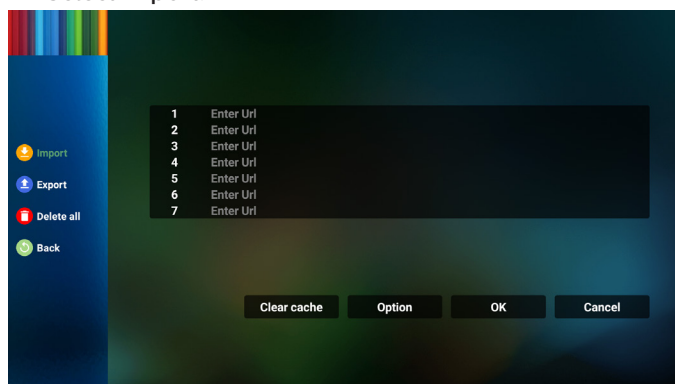 Import
Export
Delete all
Back
1 Enter Url
2 Enter Url
3 Enter Url
4 Enter Url
5 Enter Url
6 Enter Url
7 Enter Url
Clear cache Option OK Cancel